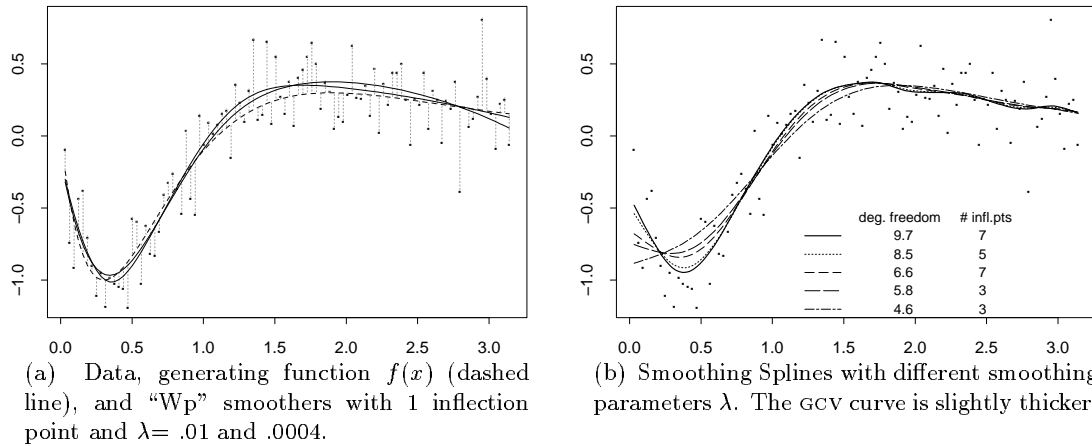 0.5
0.0
−0.5
−1.0
0.0 0.5 1.0 1.5 2.0 2.5 3.0
(a) Data, generating function f(x) (dashed
line), and “Wp” smoothers with 1 inflection
point and λ= .01 and .0004.
0.5
0.0
−0.5
−1.0
deg. freedom # infl.pts
9.7 7
8.5 5
6.6 7
5.8 3
4.6 3
0.0 0.5 1.0 1.5 2.0 2.5 3.0
(b) Smoothing Splines with different smoothing
parameters λ. The GCV curve is slightly thicker